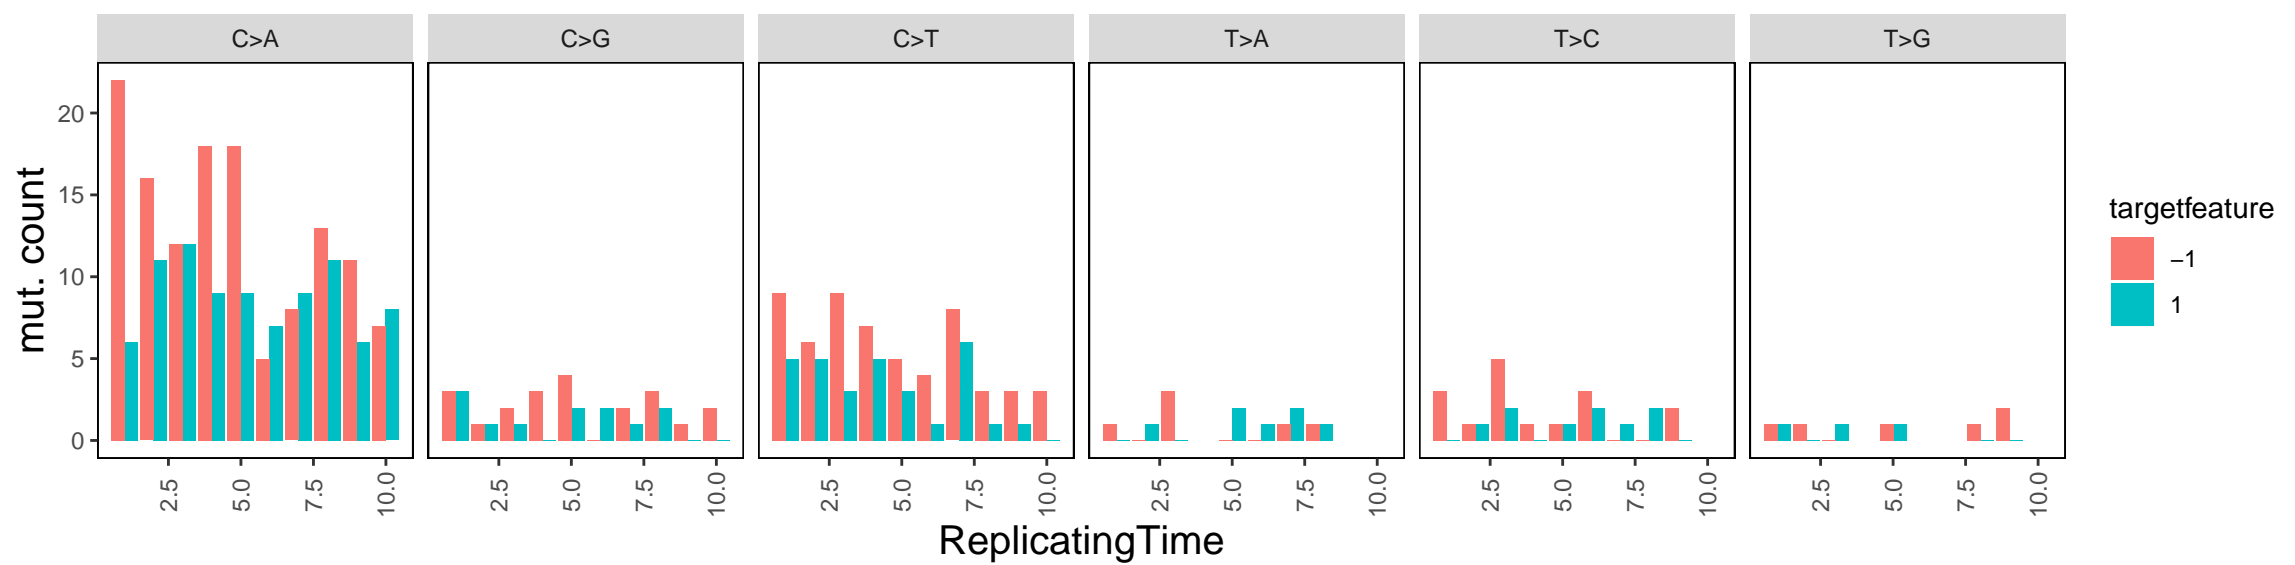 C>A C>G C>T T>A T>C T>G
mut. count
20
15
10
5
0
2.5 5.0 7.5 10.0 2.5 5.0 7.5 10.0 2.5 5.0 7.5 10.0 2.5 5.0 7.5 10.0 2.5 5.0 7.5 10.0 2.5 5.0 7.5 10.0
ReplicatingTime
targetfeature
−1
1